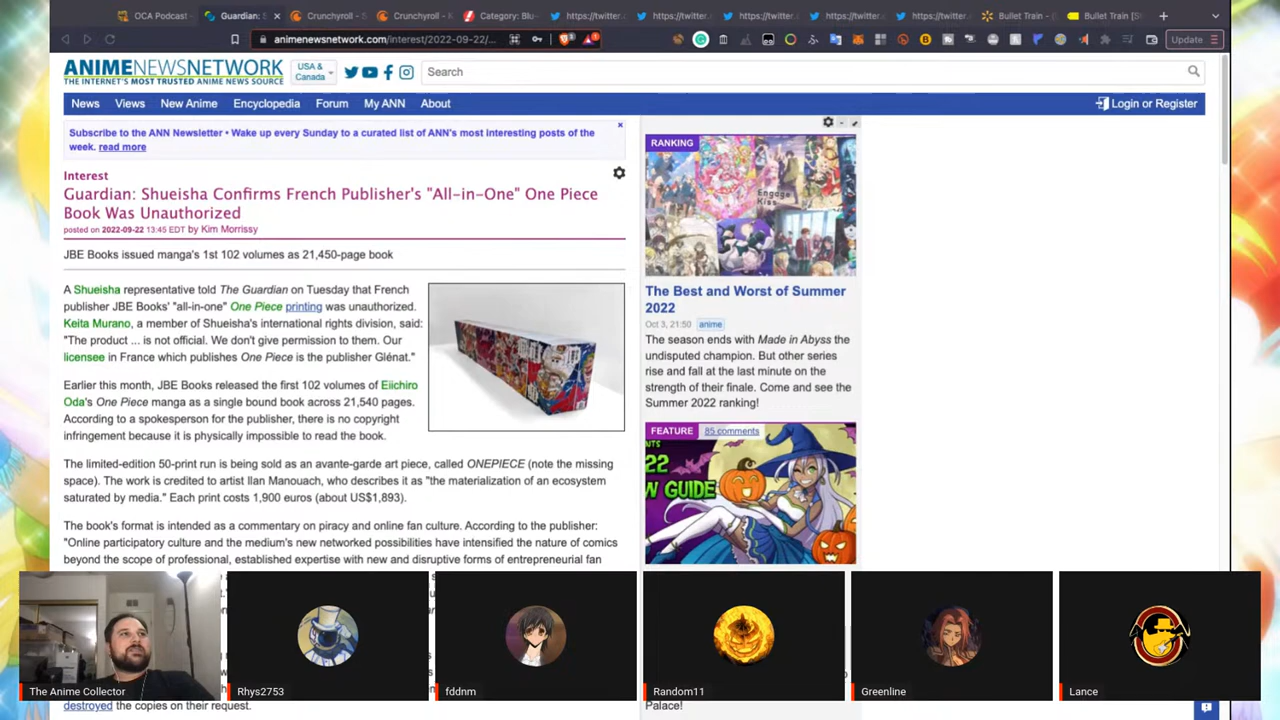 OCA Podcast
Guardian: S
Crunchyroll - S
Crunchyroll - K
Category: Blu-
https://twitter.
https://twitter.
https://twitter.
https://twitter.
https://twitter.
Bullet Train -
Bullet Train [St
animenewsnetwork.com/interest/2022-09-22/...
Update
ANIMENEWSNETWORK
THE INTERNET'S MOST TRUSTED ANIME NEWS SOURCE
USA &
Canada
Search
News Views New Anime Encyclopedia Forum My ANN About
Login or Register
Subscribe to the ANN Newsletter • Wake up every Sunday to a curated list of ANN's most interesting posts of the
week. read more
Interest
Guardian: Shueisha Confirms French Publisher's "All-in-One" One Piece
Book Was Unauthorized
posted on 2022-09-22 13:45 EDT by Kim Morrissy
JBE Books issued manga's 1st 102 volumes as 21,450-page book
A Shueisha representative told The Guardian on Tuesday that French
publisher JBE Books' "all-in-one" One Piece printing was unauthorized.
Keita Murano, a member of Shueisha's international rights division, said:
"The product ... is not official. We don't give permission to them. Our
licensee in France which publishes One Piece is the publisher Glénat."
Earlier this month, JBE Books released the first 102 volumes of Eiichiro
Oda's One Piece manga as a single bound book across 21,540 pages.
According to a spokesperson for the publisher, there is no copyright
infringement because it is physically impossible to read the book.
The limited-edition 50-print run is being sold as an avante-garde art piece, called ONEPIECE (note the missing
space). The work is credited to artist Ilan Manouach, who describes it as "the materialization of an ecosystem
saturated by media." Each print costs 1,900 euros (about US$1,893).
The book's format is intended as a commentary on piracy and online fan culture. According to the publisher:
"Online participatory culture and the medium's new networked possibilities have intensified the nature of comics
beyond the scope of professional, established expertise with new and disruptive forms of entrepreneurial fan
destroyed the copies on their request.
RANKING
Engage
Kiss
The Best and Worst of Summer
2022
Oct 3, 21:50 anime
The season ends with Made in Abyss the
undisputed champion. But other series
rise and fall at the last minute on the
strength of their finale. Come and see the
Summer 2022 ranking!
FEATURE 85 comments
22
W GUIDE
Palace!
The Anime Collector
Rhys2753
fddnm
Random11
Greenline
Lance